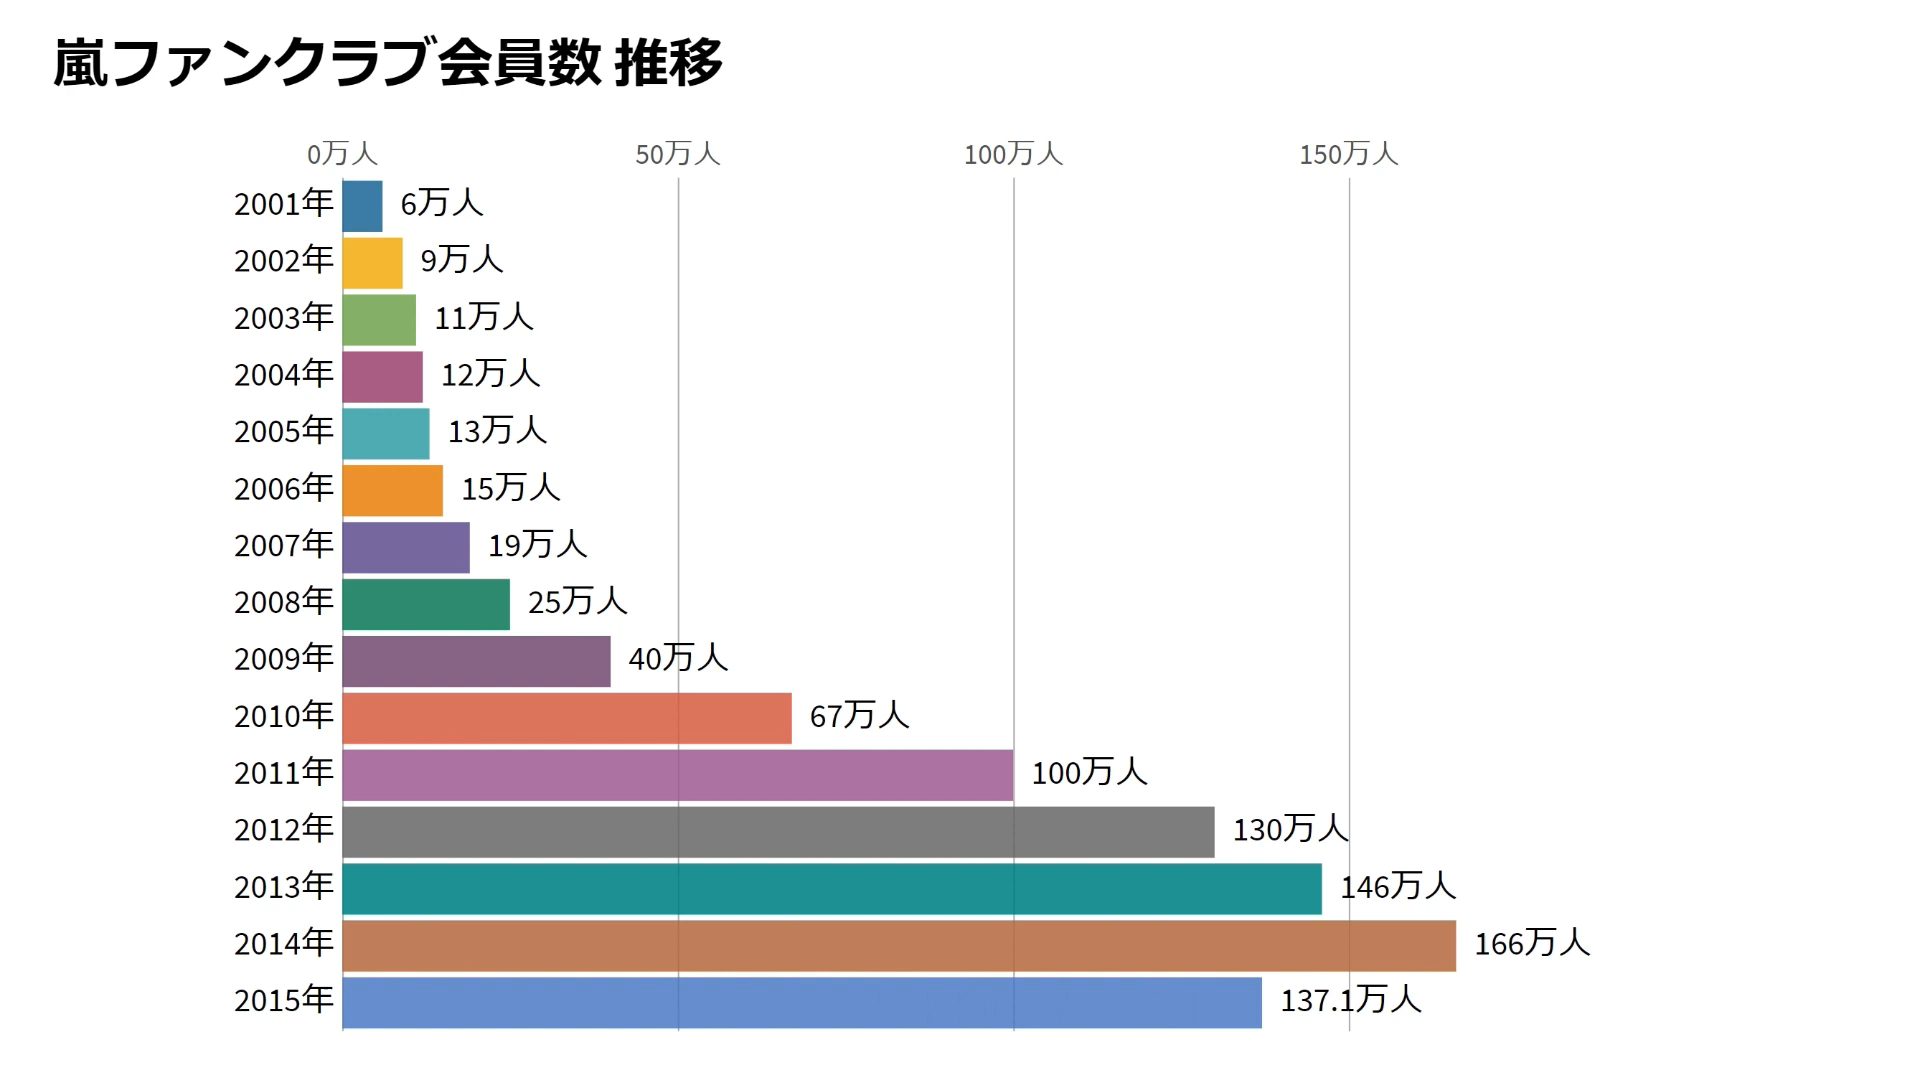 嵐ファンクラブ会員数 推移
0万人 50万人 100万人 150万人
2001年 6万人
2002年 9万人
2003年 11万人
2004年 12万人
2005年 13万人
2006年 15万人
2007年 19万人
2008年 25万人
2009年 40万人
2010年 67万人
2011年 100万人
2012年 130万人
2013年 146万人
2014年 166万人
2015年 137.1万人